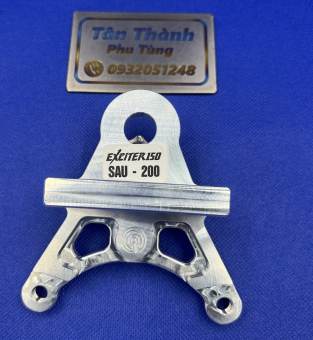 Tân Thành
Phụ Tùng
0932051248
EXCITER150
SAU - 200